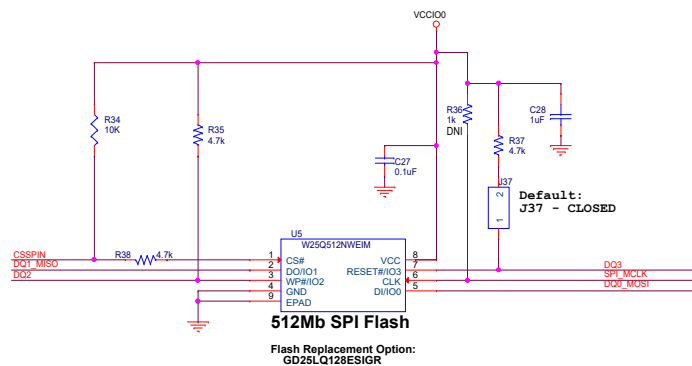 VCCIO0
R34
10K
R35
4.7k
R36
1k
DNI
C28
1uF
R37
4.7k
C27
0.1uF
J37
2
1
Default:
J37 - CLOSED
U5
W25Q512NWEIM
CSSPIN
R38
4.7k
1
CS#
VCC
8
DQ1_MISO
2
DO/IO1
RESET#/IO3
7
DQ3
DQ2
3
WP#/IO2
CLK
6
SPI_MCLK
4
GND
DI/IO0
5
DQ0_MOSI
9
EPAD
512Mb SPI Flash
Flash Replacement Option:
GD25LQ128ESIGR